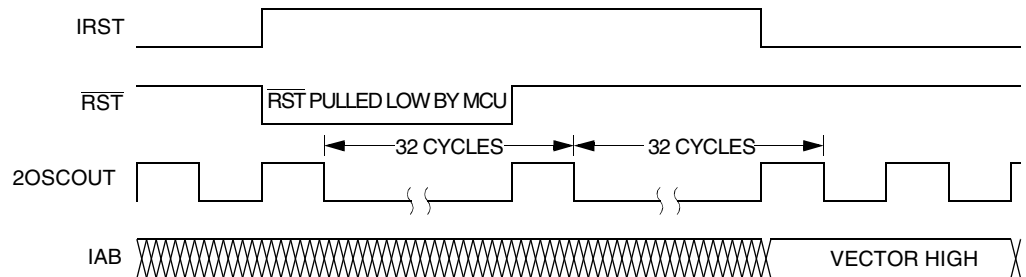 IRST
RST
RST PULLED LOW BY MCU
32 CYCLES
32 CYCLES
2OSCOUT
IAB
VECTOR HIGH